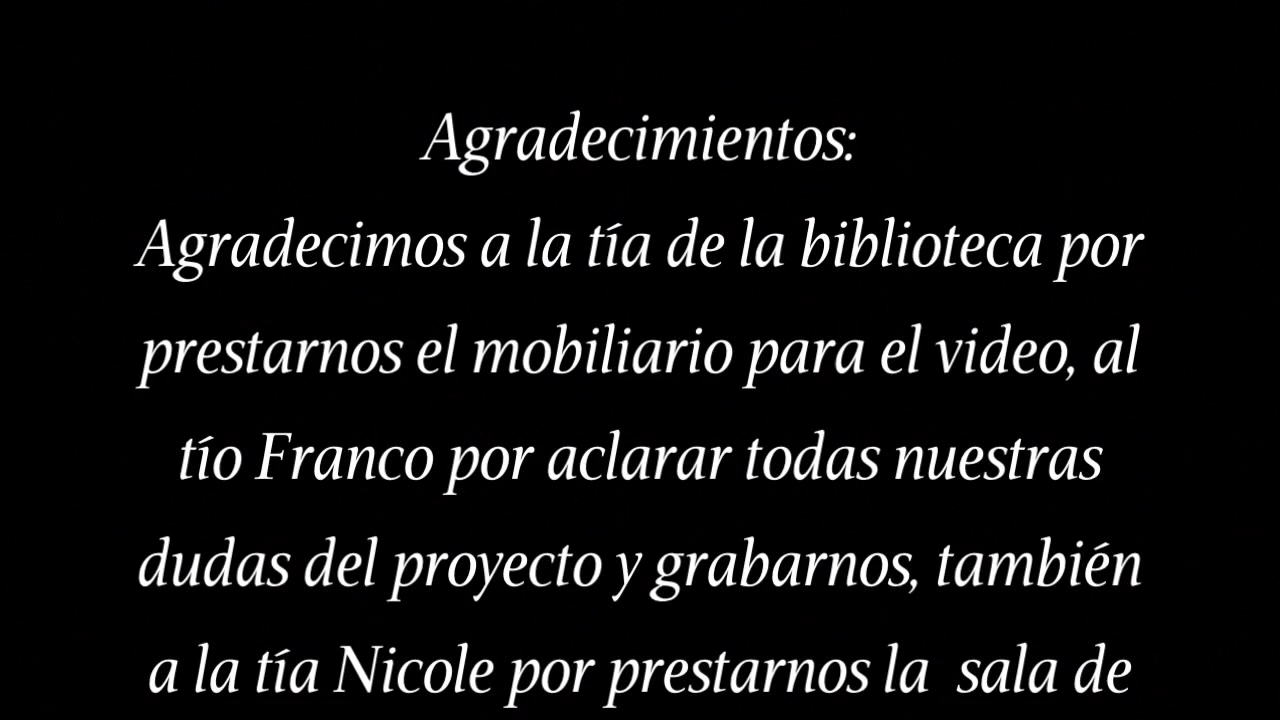 Agradecimientos:
Agradecimos a la tía de la biblioteca por
prestarnos el mobiliario para el video, al
tío Franco por aclarar todas nuestras
dudas del proyecto y grabarnos, también
a la tía Nicole por prestarnos la  sala de